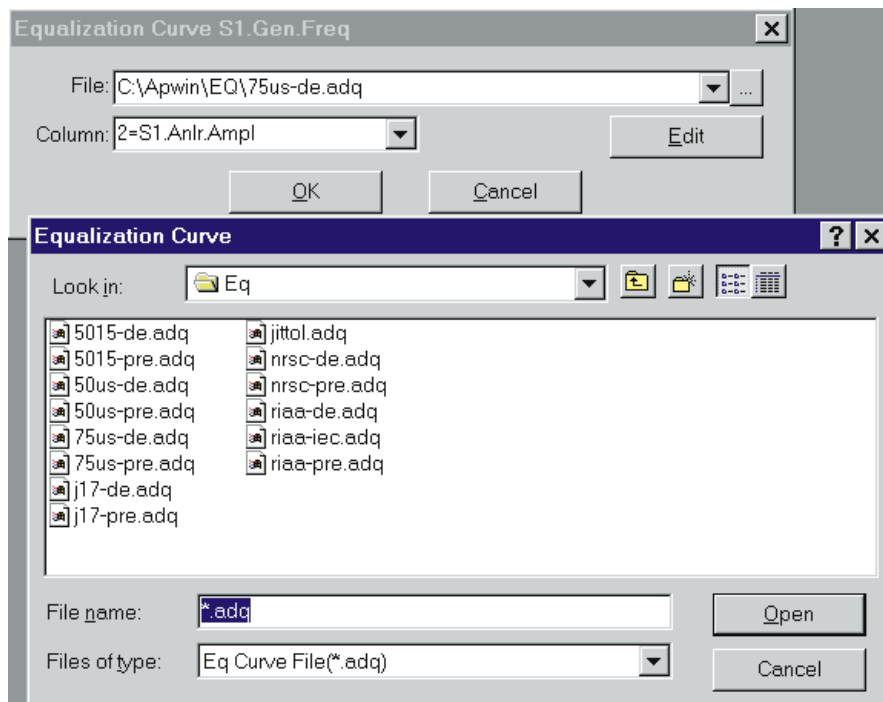 Equalization Curve S1.Gen.Freq
File: C:\Apwin\EQ\75us-de.adq ...
Column: 2=S1.Anlr.Ampl Edit
OK Cancel
Equalization Curve ?
Look in: Eq
5015-de.adq jittol.adq
5015-pre.adq nrsc-de.adq
50us-de.adq nrsc-pre.adq
50us-pre.adq riaa-de.adq
75us-de.adq riaa-iec.adq
75us-pre.adq riaa-pre.adq
j17-de.adq
j17-pre.adq
File name: *.adq Open
Files of type: Eq Curve File(*.adq) Cancel